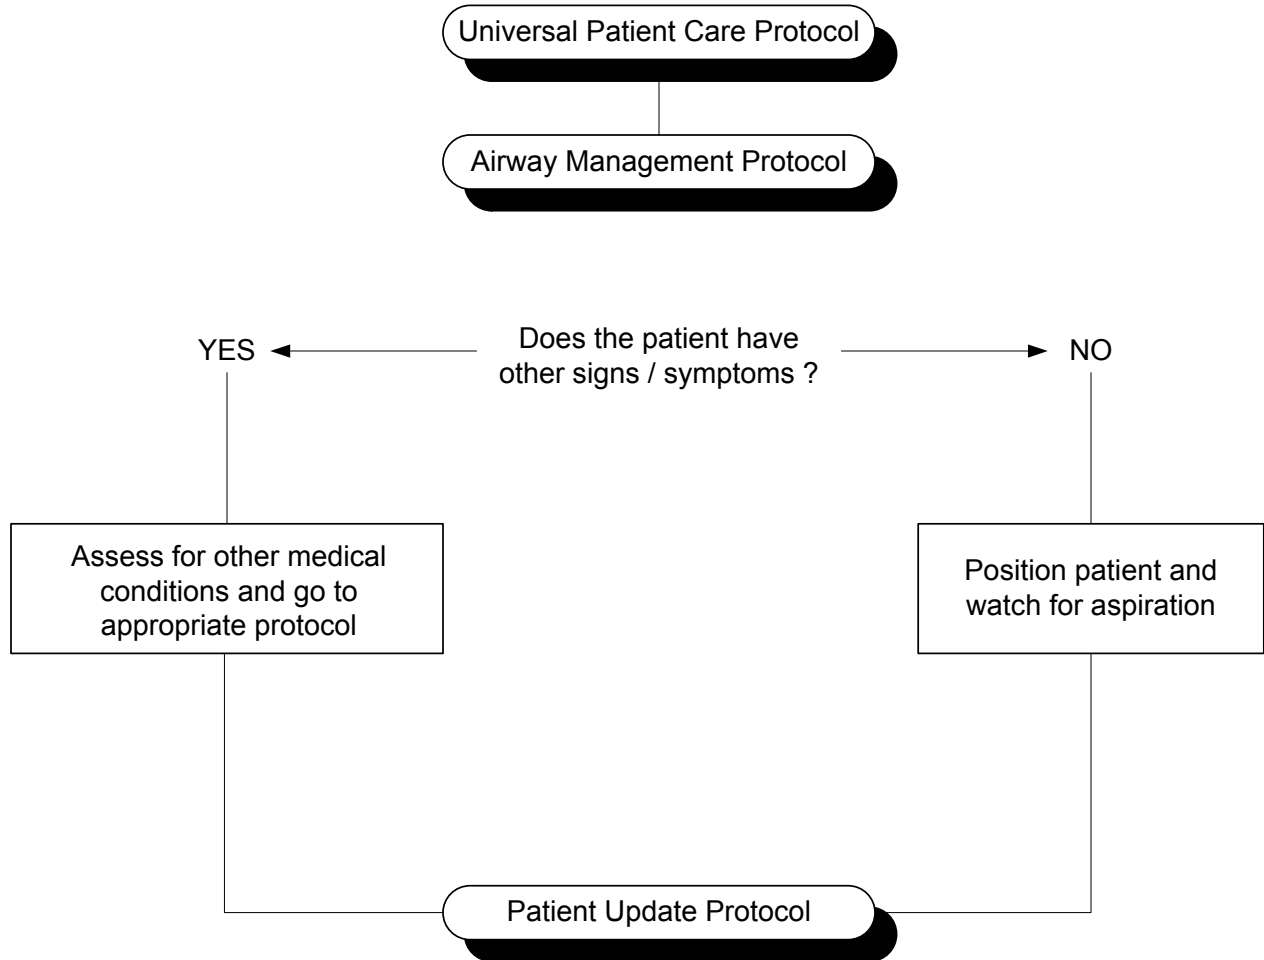 Universal Patient Care Protocol
Airway Management Protocol
Does the patient have
other signs / symptoms ?
YES
NO
Assess for other medical
conditions and go to
appropriate protocol
Position patient and
watch for aspiration
Patient Update Protocol